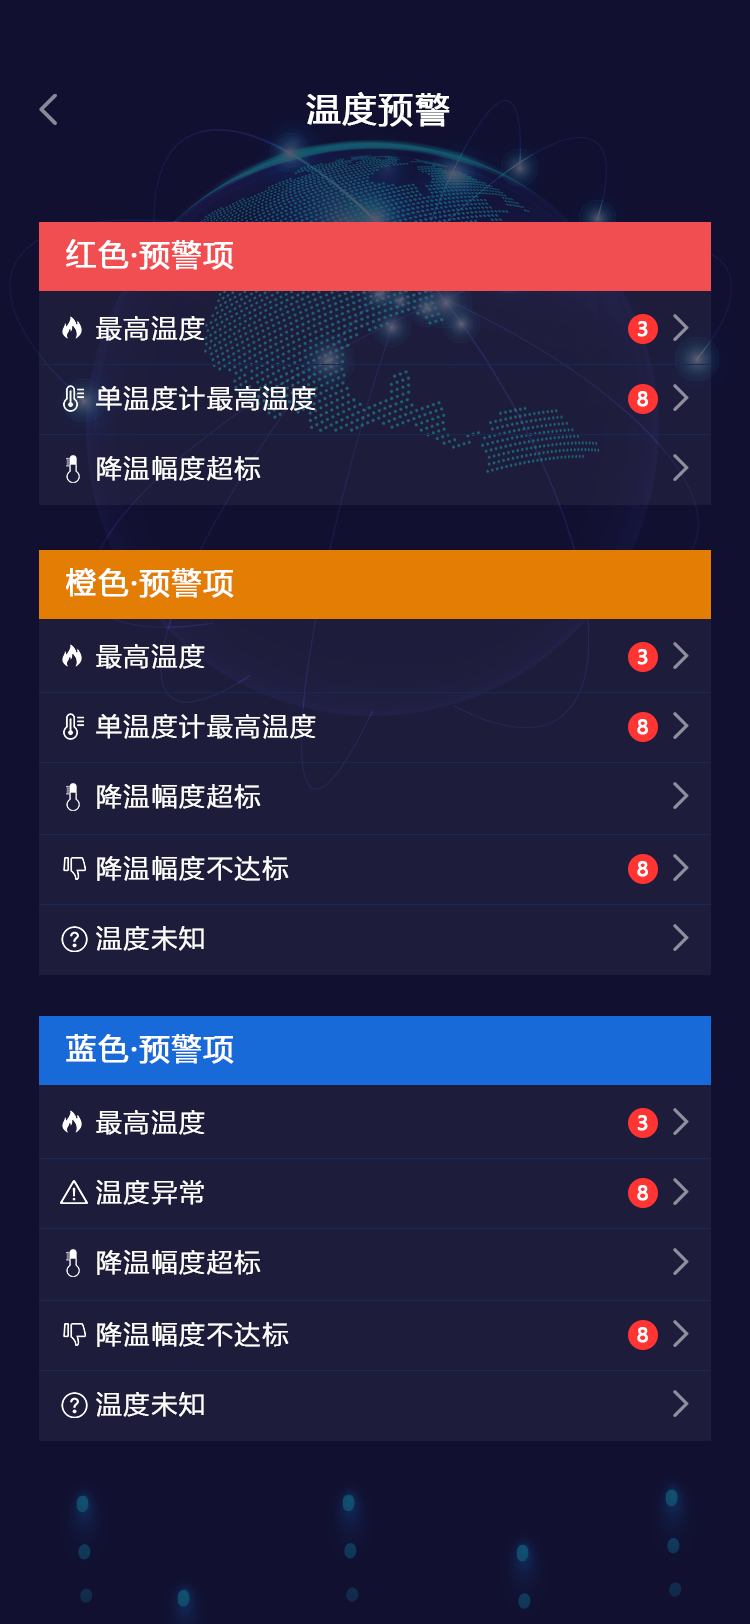 温度预警
红色·预警项
最高温度 3
单温度计最高温度 8
降温幅度超标
橙色·预警项
最高温度 3
单温度计最高温度 8
降温幅度超标
降温幅度不达标 8
温度未知
蓝色·预警项
最高温度 3
温度异常 8
降温幅度超标
降温幅度不达标 8
温度未知